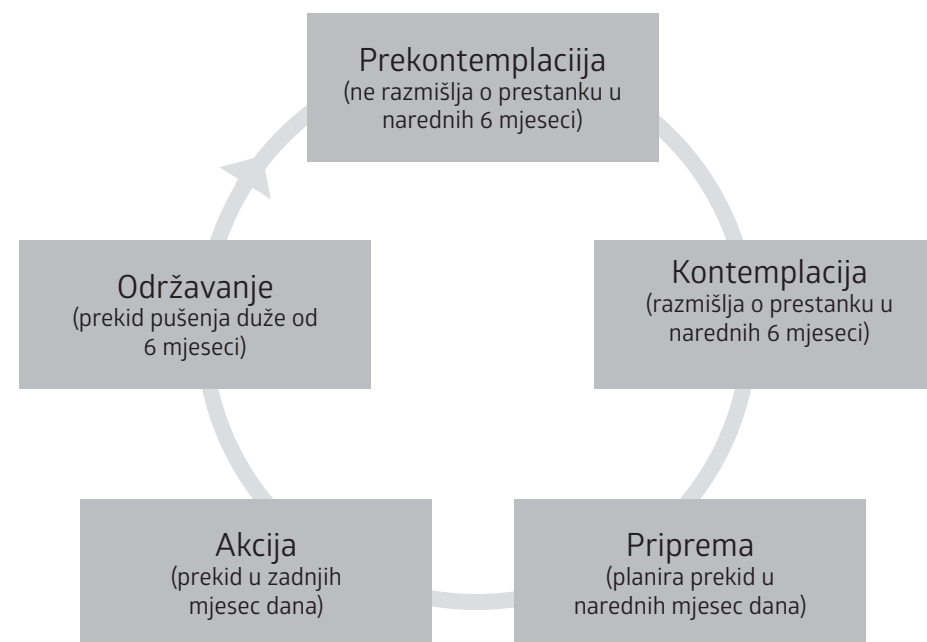 Prekontemplaciija
(ne razmišlja o prestanku u
narednih 6 mjeseci)
Kontemplacija
(razmišlja o prestanku u
narednih 6 mjeseci)
Priprema
(planira prekid u
narednih mjesec dana)
Akcija
(prekid u zadnjih
mjesec dana)
Održavanje
(prekid pušenja duže od
6 mjeseci)